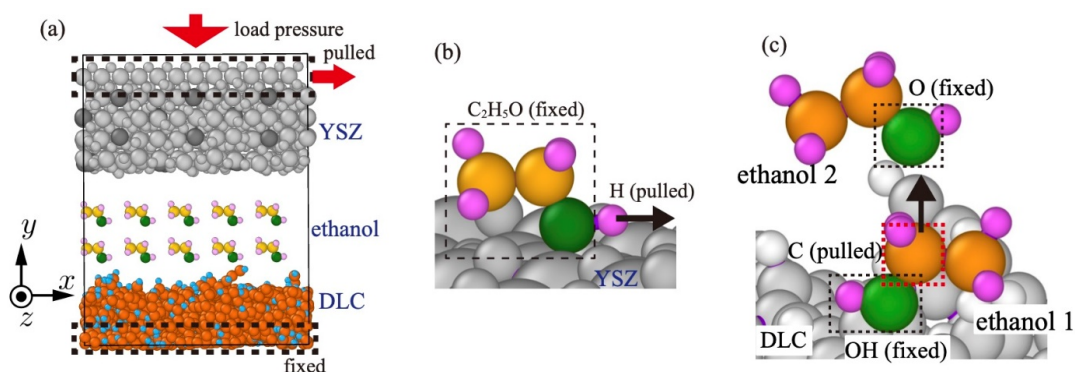 (a)
load pressure
pulled
YSZ
ethanol
DLC
fixed
y
x
z
(b)
C₂H₅O (fixed)
H (pulled)
YSZ
(c)
O (fixed)
ethanol 2
C (pulled)
ethanol 1
DLC
OH (fixed)